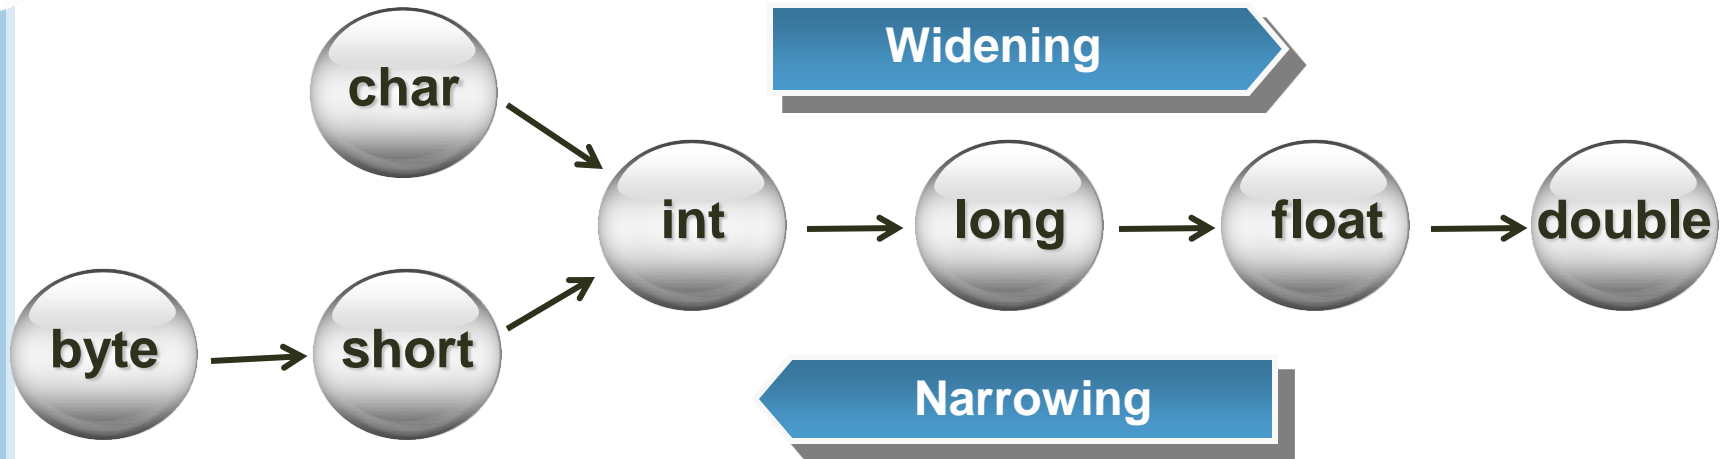 Widening
char
int
long
float
double
byte
short
Narrowing